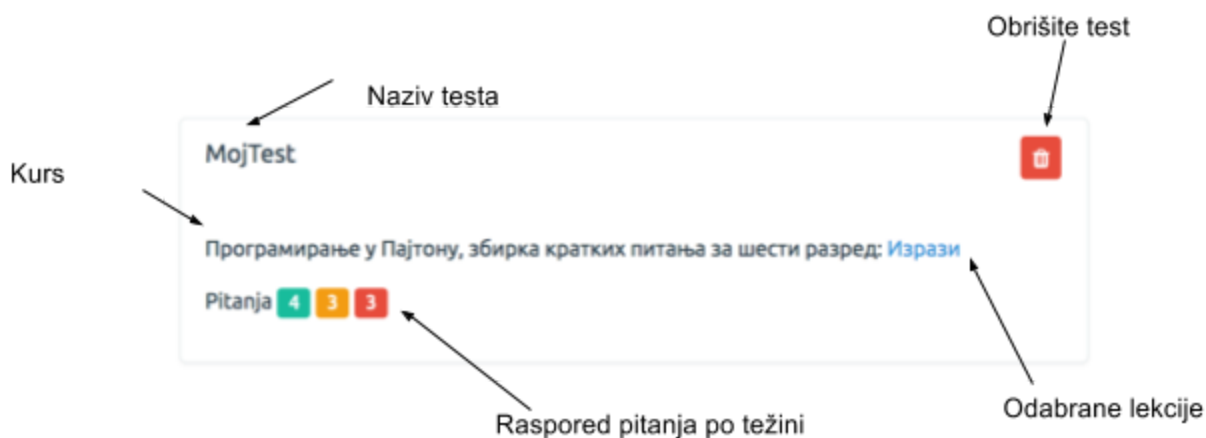 Obrišite test
Naziv testa
MojTest
Kurs
Програмирање у Пајтону, збирка кратких питања за шести разред: Изрази
Pitanja 4 3 3
Odabrane lekcije
Raspored pitanja po težini